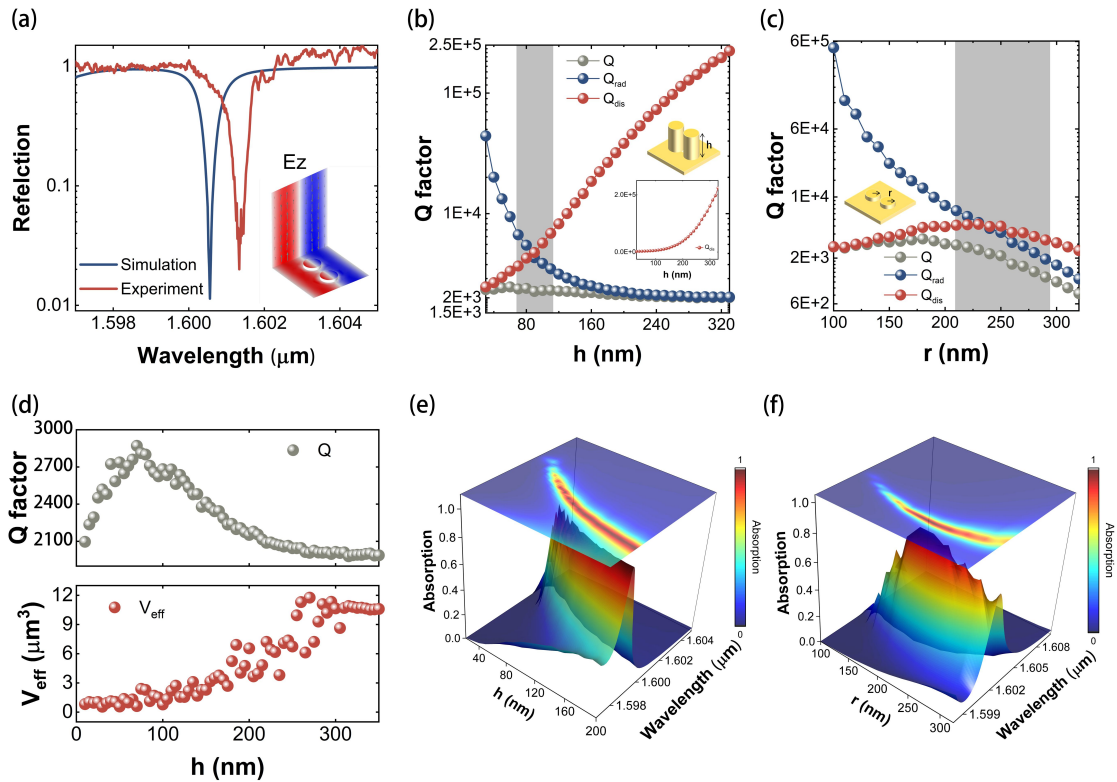 (a)
Refelction
1
0.1
0.01
1.598
1.600
1.602
1.604
Wavelength (μm)
Simulation
Experiment
Ez
(b)
Q factor
2.5E+5
1E+5
1E+4
2E+3
1.5E+3
80
160
240
320
h (nm)
Q
Qrad
Qdis
h
2.0E+5
0.0E+0
0
100
200
300
h (nm)
Qdis
(c)
Q factor
6E+5
6E+4
1E+4
2E+3
6E+2
100
150
200
250
300
r (nm)
r
Q
Qrad
Qdis
(d)
Q factor
3000
2700
2400
2100
Q
Veff (μm³)
12
9
6
3
0
Veff
0
100
200
300
h (nm)
(e)
Absorption
1.0
0.8
0.6
0.4
0.2
0.0
40
80
120
160
200
h (nm)
1.598
1.600
1.602
1.604
Wavelength (μm)
1
Absorption
0
(f)
Absorption
1.0
0.8
0.6
0.4
0.2
0.0
100
150
200
250
300
r (nm)
1.599
1.602
1.605
1.608
Wavelength (μm)
1
Absorption
0